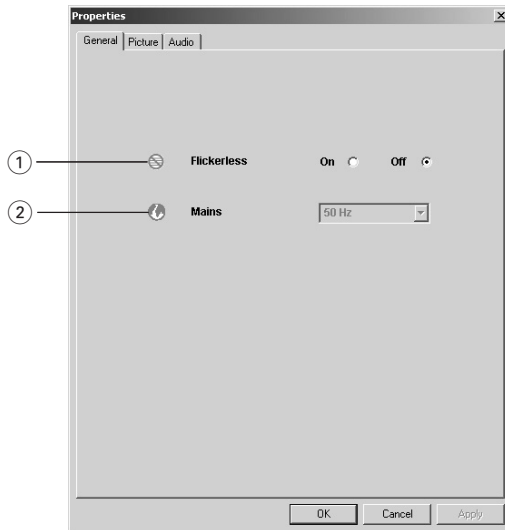 Properties
General Picture Audio
1 Flickerless On Off
2 Mains 50 Hz
OK Cancel Apply